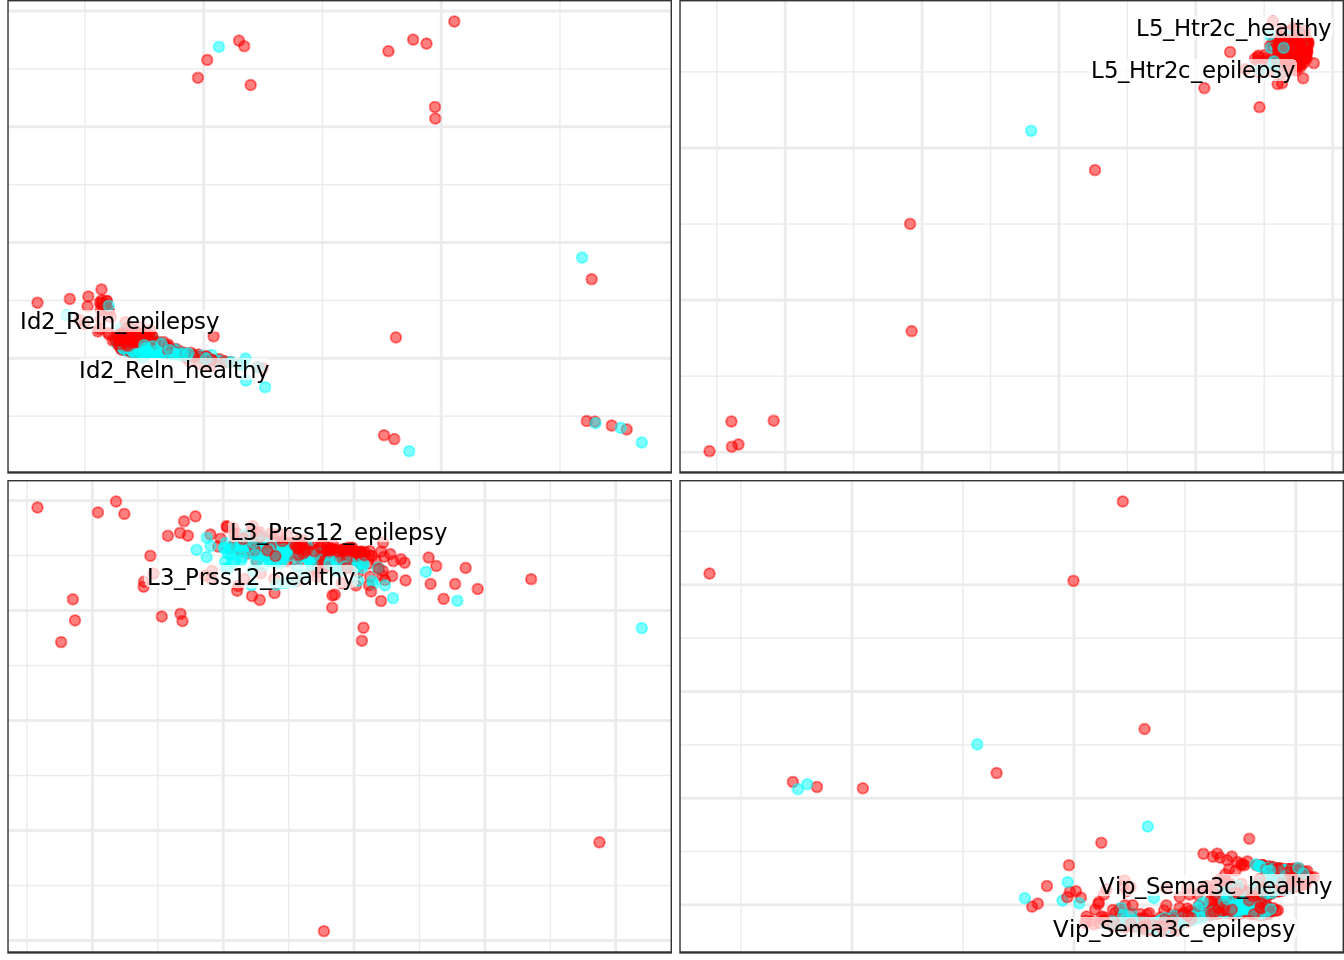 L5_Htr2c_healthy
L5_Htr2c_epilepsy
Id2_Reln_epilepsy
Id2_Reln_healthy
L3_Prss12_epilepsy
L3_Prss12_healthy
Vip_Sema3c_healthy
Vip_Sema3c_epilepsy